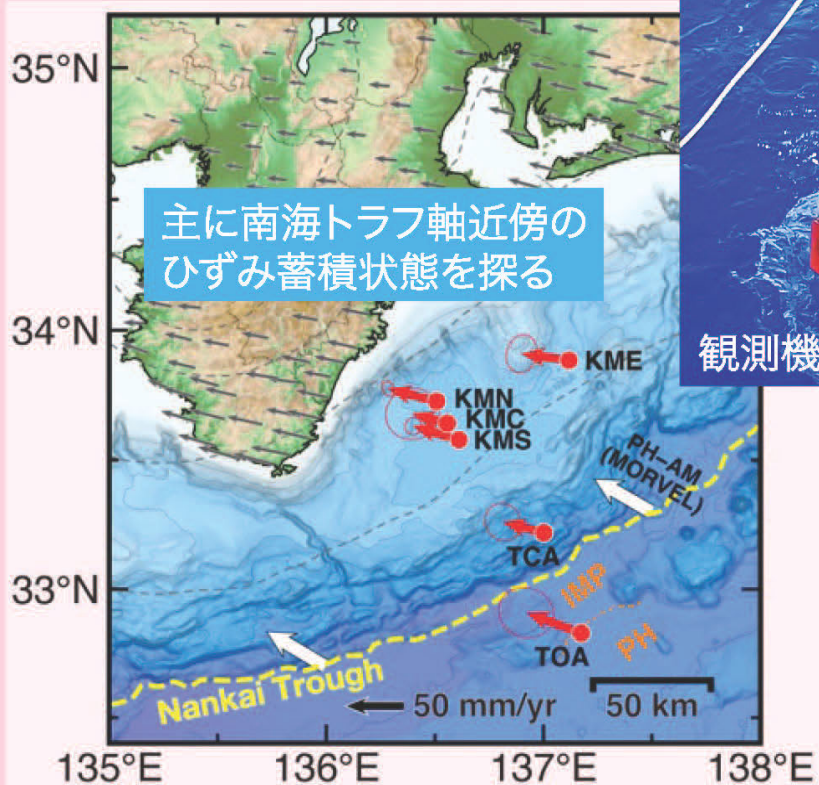 35°N
34°N
33°N
135°E
136°E
137°E
138°E
主に南海トラフ軸近傍の
ひずみ蓄積状態を探る
観測機
KME
KMN
KMC
KMS
PH-AM
(MORVEL)
TCA
IMP
TOA
PH
Nankai Trough
50 mm/yr
50 km